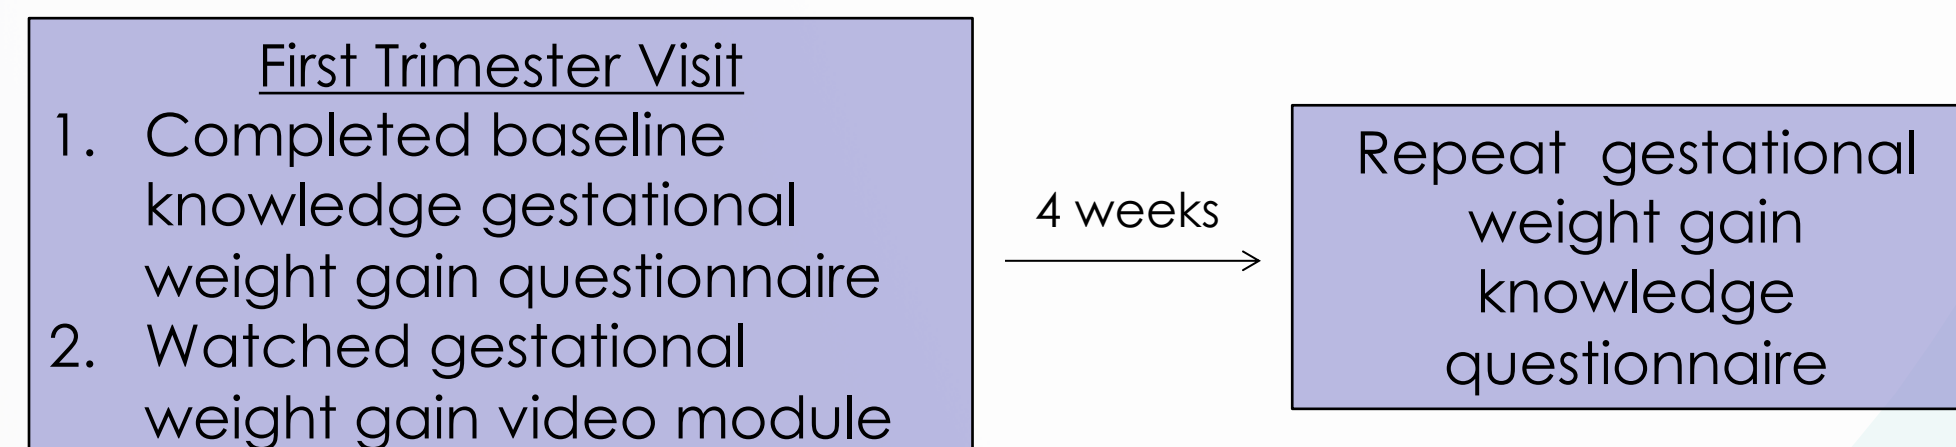 First Trimester Visit
1. Completed baseline
knowledge gestational
weight gain questionnaire
2. Watched gestational
weight gain video module
4 weeks
Repeat gestational
weight gain
knowledge
questionnaire